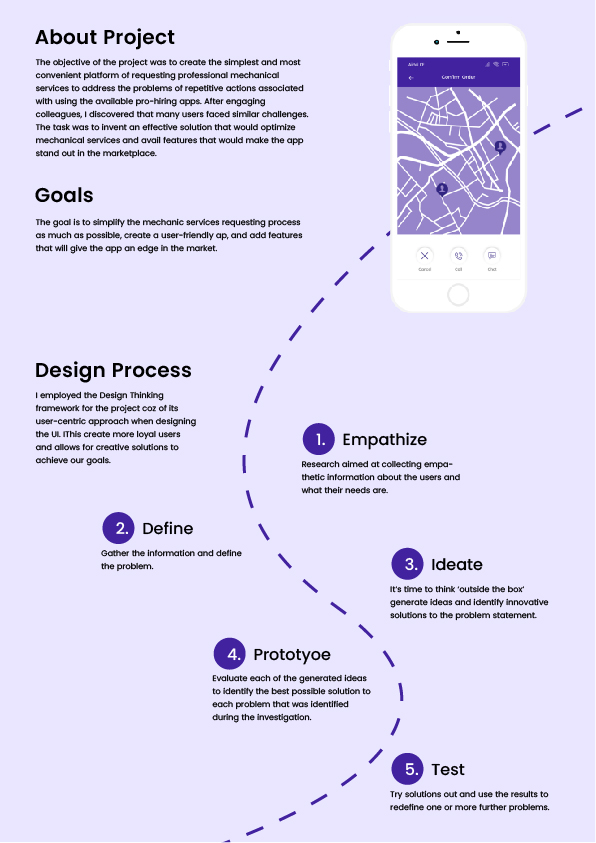 About Project
The objective of the project was to create the simplest and most
convenient platform of requesting professional mechanical
services to address the problems of repetitive actions associated
with using the available pro-hiring apps. After engaging
colleagues, I discovered that many users faced similar challenges.
The task was to invent an effective solution that would optimize
mechanical services and avail features that would make the app
stand out in the marketplace.
Goals
The goal is to simplify the mechanic services requesting process
as much as possible, create a user-friendly ap, and add features
that will give the app an edge in the market.
Confirm Order
Cancel
Call
Chat
Design Process
I employed the Design Thinking
framework for the project coz of its
user-centric approach when designing
the UI. IThis create more loyal users
and allows for creative solutions to
achieve our goals.
1. Empathize
Research aimed at collecting empa-
thetic information about the users and
what their needs are.
2. Define
Gather the information and define
the problem.
3. Ideate
It's time to think ‘outside the box’
generate ideas and identify innovative
solutions to the problem statement.
4. Prototyoe
Evaluate each of the generated ideas
to identify the best possible solution to
each problem that was identified
during the investigation.
5. Test
Try solutions out and use the results to
redefine one or more further problems.